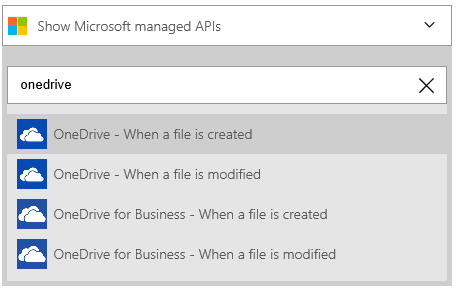 Show Microsoft managed APIs
onedrive
OneDrive - When a file is created
OneDrive - When a file is modified
OneDrive for Business - When a file is created
OneDrive for Business - When a file is modified